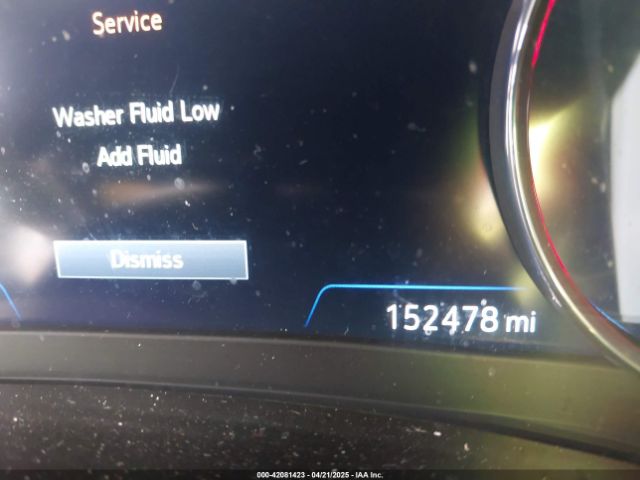 Service
Washer Fluid Low
Add Fluid
Dismiss
152478 mi
000-42081423 - 04/21/2025 - IAA Inc.